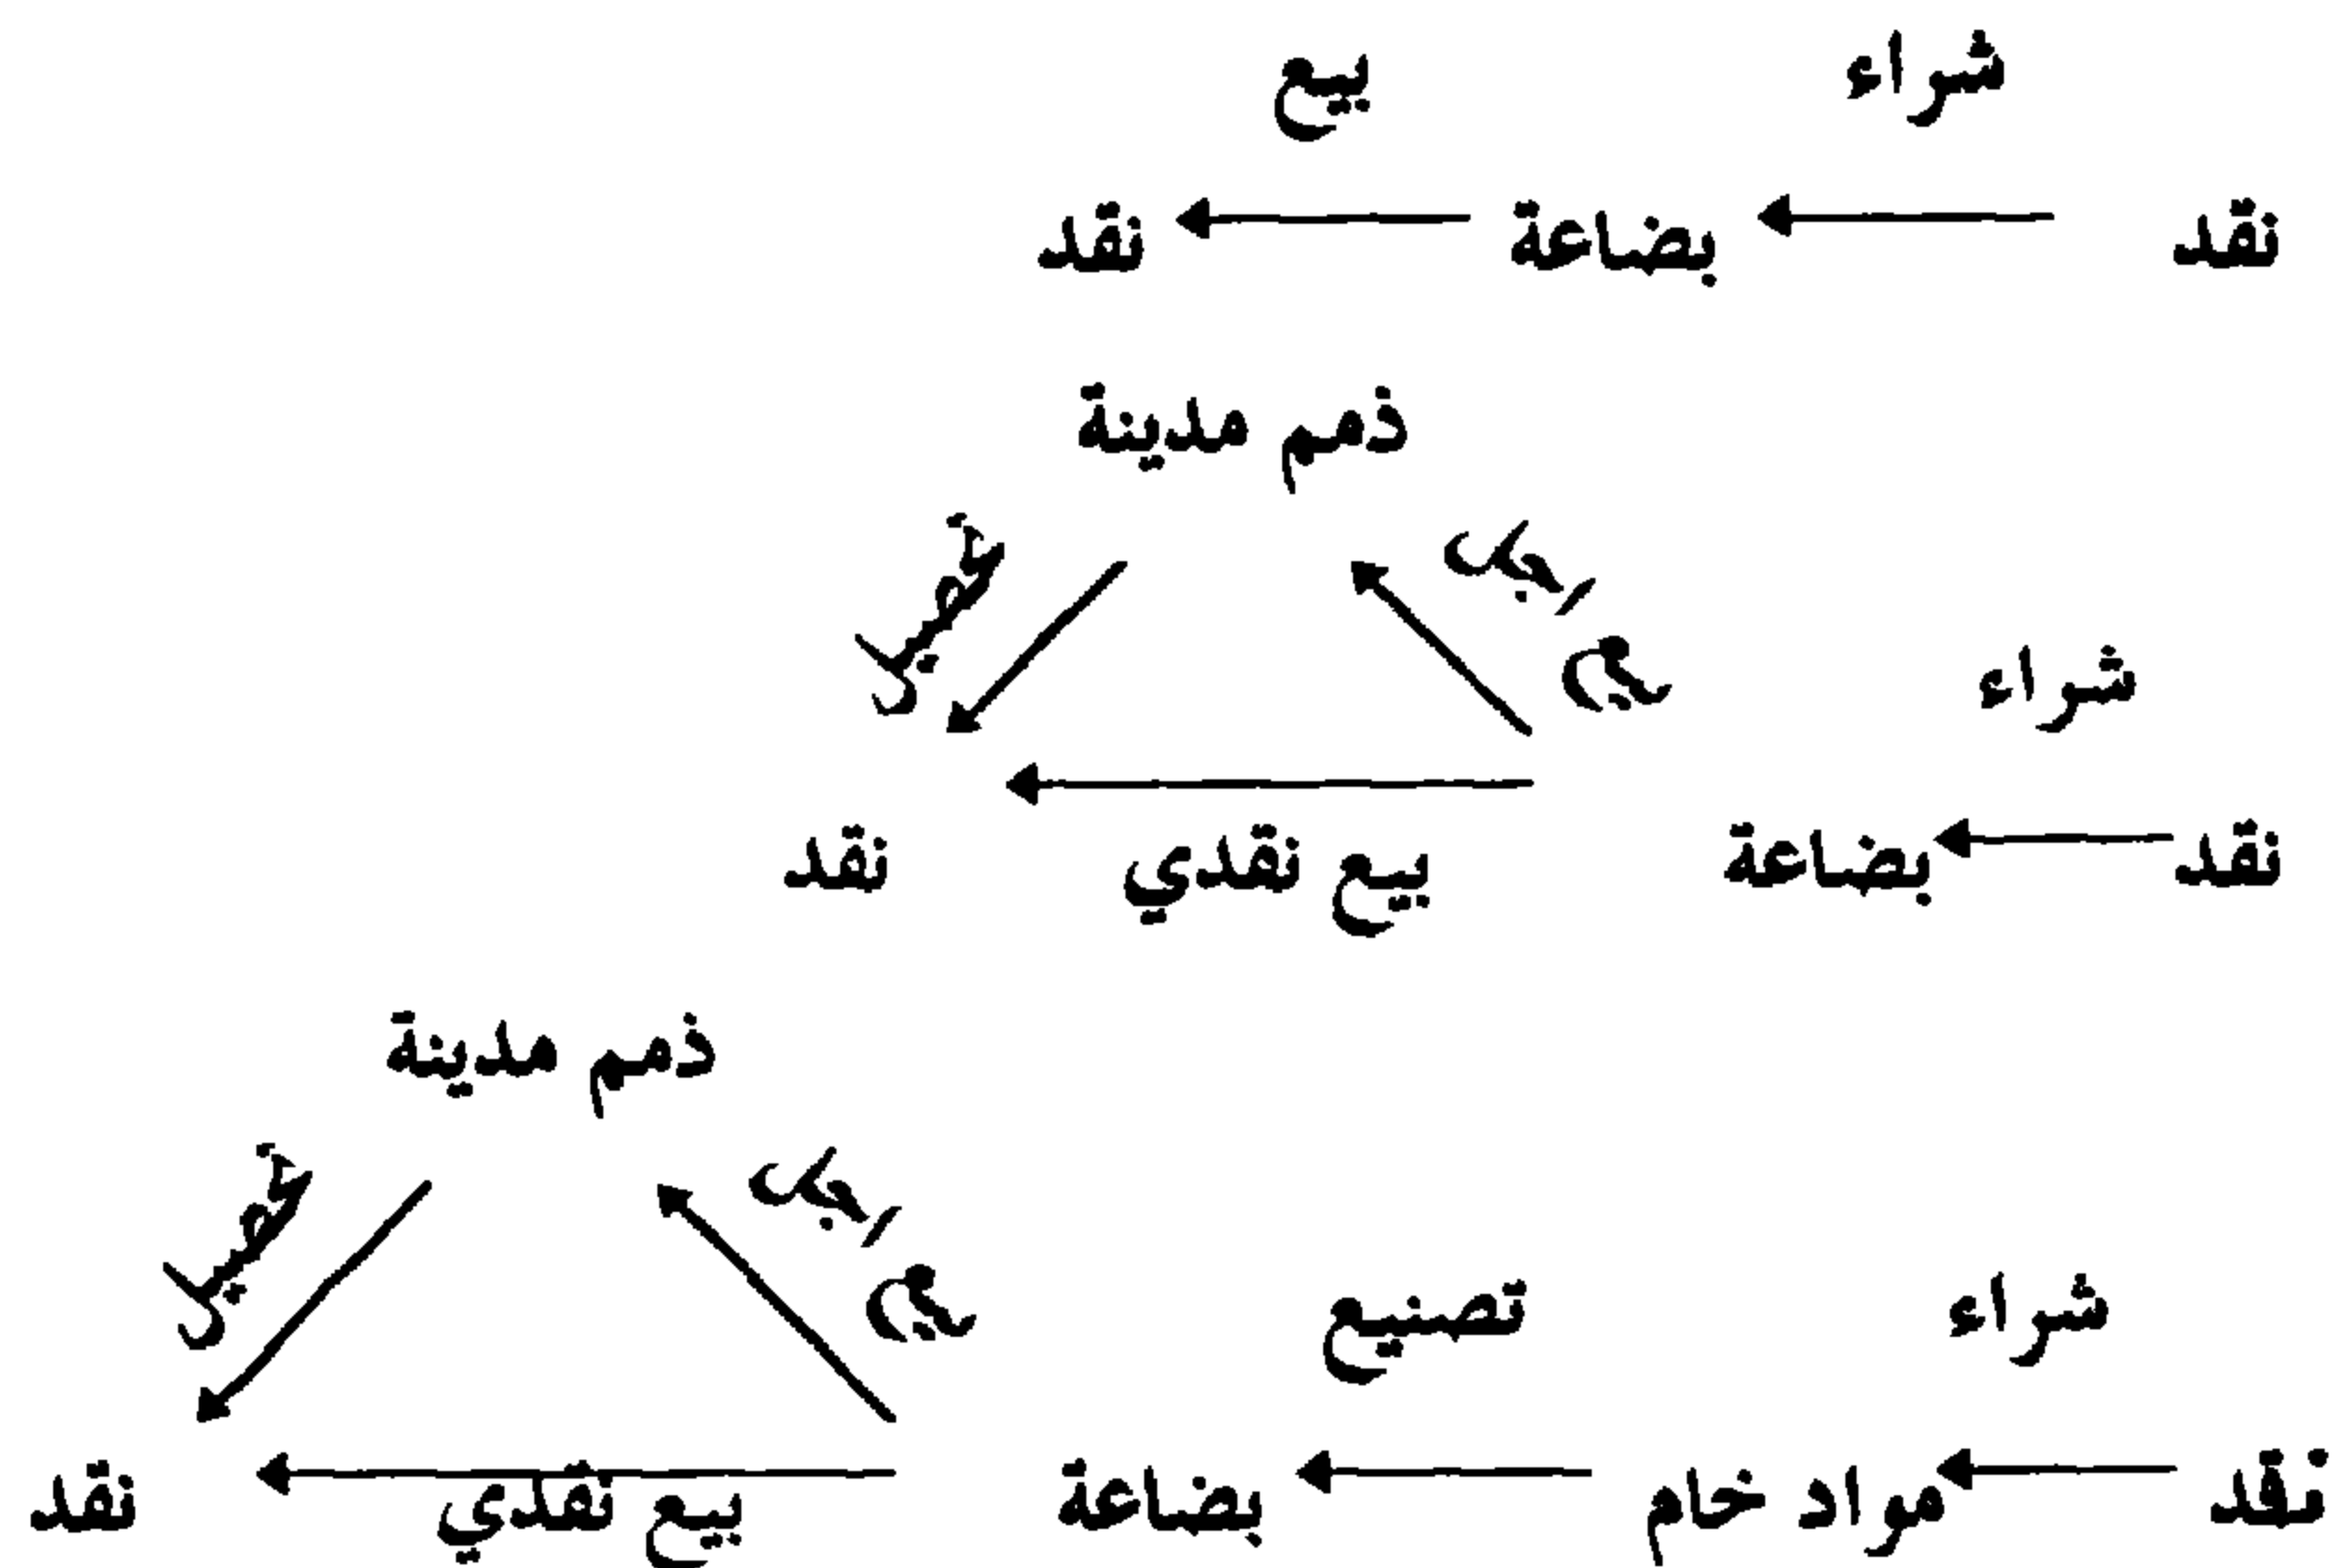 شراء بيع
نقد بضاعة نقد
ذمم مدينة
بيع اجل تحصيل
شراء
نقد بضاعة بيع نقدي نقد
ذمم مدينة
بيع اجل تحصيل
شراء تصنيع
نقد مواد خام بضاعة بيع نقدي نقد